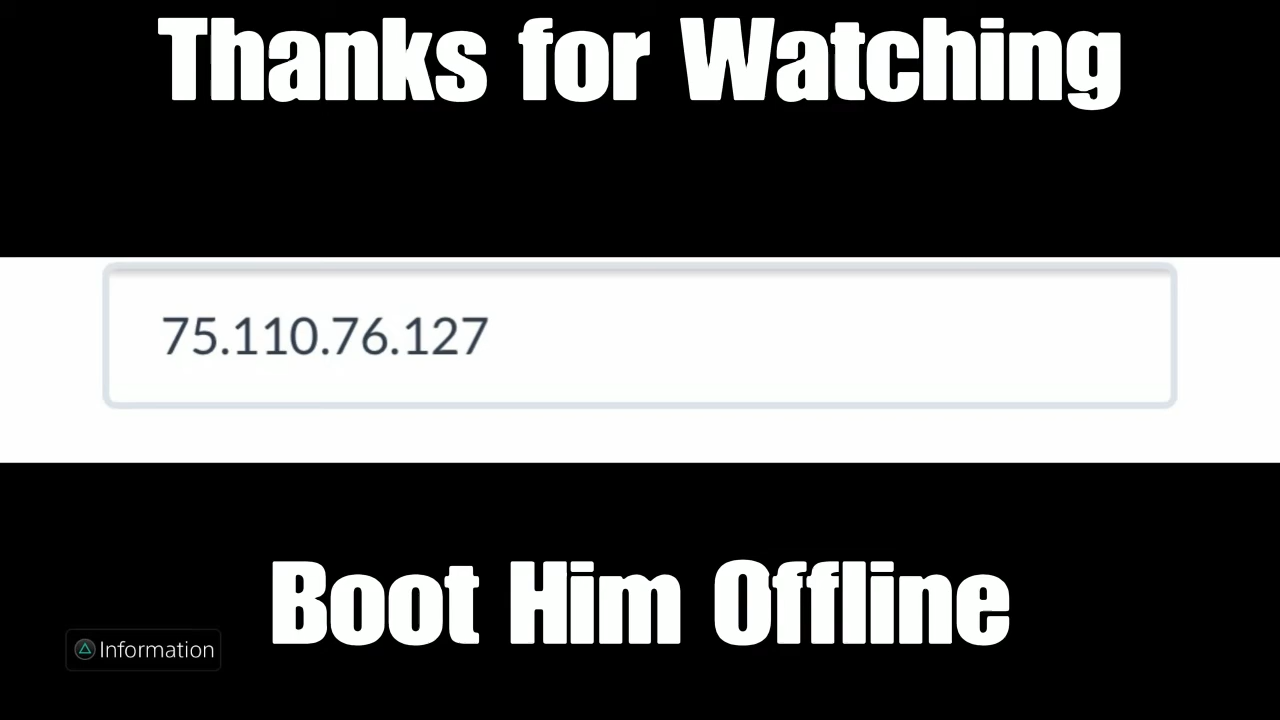 Thanks for Watching
75.110.76.127
Boot Him Offline
Information